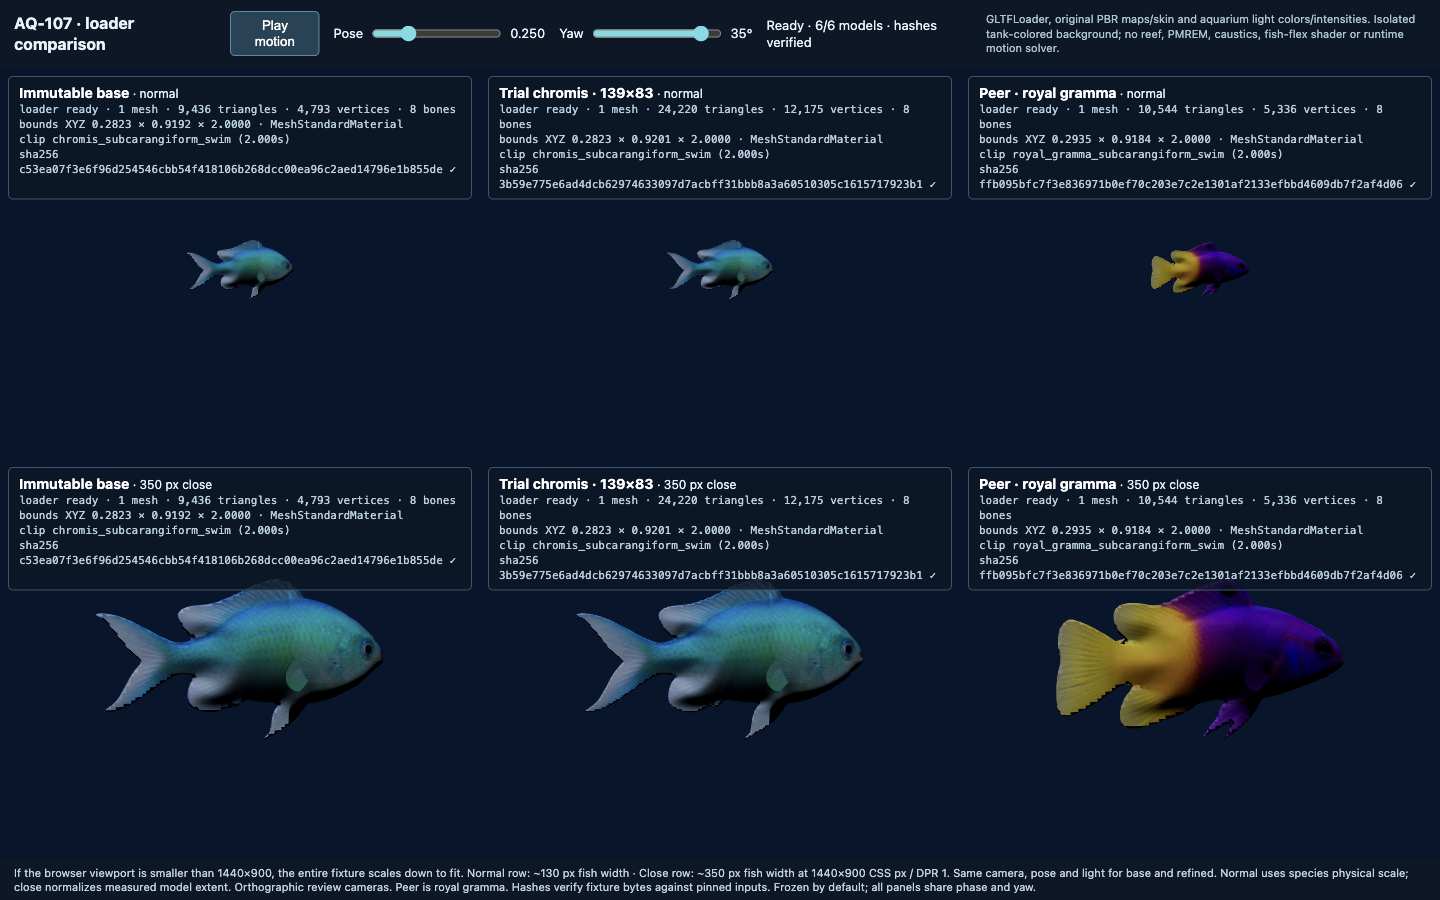 AQ-107 · loader
comparison
Play
motion
Pose
0.250
Yaw
35°
Ready · 6/6 models · hashes
verified
GLTFLoader, original PBR maps/skin and aquarium light colors/intensities. Isolated
tank-colored background; no reef, PMREM, caustics, fish-flex shader or runtime
motion solver.
Immutable base · normal
loader ready · 1 mesh · 9,436 triangles · 4,793 vertices · 8 bones
bounds XYZ 0.2823 × 0.9192 × 2.0000 · MeshStandardMaterial
clip chromis_subcarangiform_swim (2.000s)
sha256
c53ea07f3e6f96d254546cbb54f418106b268dcc00ea96c2aed14796e1b855de ✓
Trial chromis · 139×83 · normal
loader ready · 1 mesh · 24,220 triangles · 12,175 vertices · 8
bones
bounds XYZ 0.2823 × 0.9201 × 2.0000 · MeshStandardMaterial
clip chromis_subcarangiform_swim (2.000s)
sha256
3b59e775e6ad4dcb62974633097d7acbff31bbb8a3a60510305c1615717923b1 ✓
Peer · royal gramma · normal
loader ready · 1 mesh · 10,544 triangles · 5,336 vertices · 8
bones
bounds XYZ 0.2935 × 0.9184 × 2.0000 · MeshStandardMaterial
clip royal_gramma_subcarangiform_swim (2.000s)
sha256
ffb095bfc7f3e836971b0ef70c203e7c2e1301af2133efbbd4609db7f2af4d06 ✓
Immutable base · 350 px close
loader ready · 1 mesh · 9,436 triangles · 4,793 vertices · 8 bones
bounds XYZ 0.2823 × 0.9192 × 2.0000 · MeshStandardMaterial
clip chromis_subcarangiform_swim (2.000s)
sha256
c53ea07f3e6f96d254546cbb54f418106b268dcc00ea96c2aed14796e1b855de ✓
Trial chromis · 139×83 · 350 px close
loader ready · 1 mesh · 24,220 triangles · 12,175 vertices · 8
bones
bounds XYZ 0.2823 × 0.9201 × 2.0000 · MeshStandardMaterial
clip chromis_subcarangiform_swim (2.000s)
sha256
3b59e775e6ad4dcb62974633097d7acbff31bbb8a3a60510305c1615717923b1 ✓
Peer · royal gramma · 350 px close
loader ready · 1 mesh · 10,544 triangles · 5,336 vertices · 8
bones
bounds XYZ 0.2935 × 0.9184 × 2.0000 · MeshStandardMaterial
clip royal_gramma_subcarangiform_swim (2.000s)
sha256
ffb095bfc7f3e836971b0ef70c203e7c2e1301af2133efbbd4609db7f2af4d06 ✓
If the browser viewport is smaller than 1440×900, the entire fixture scales down to fit. Normal row: ~130 px fish width · Close row: ~350 px fish width at 1440×900 CSS px / DPR 1. Same camera, pose and light for base and refined. Normal uses species physical scale;
close normalizes measured model extent. Orthographic review cameras. Peer is royal gramma. Hashes verify fixture bytes against pinned inputs. Frozen by default; all panels share phase and yaw.